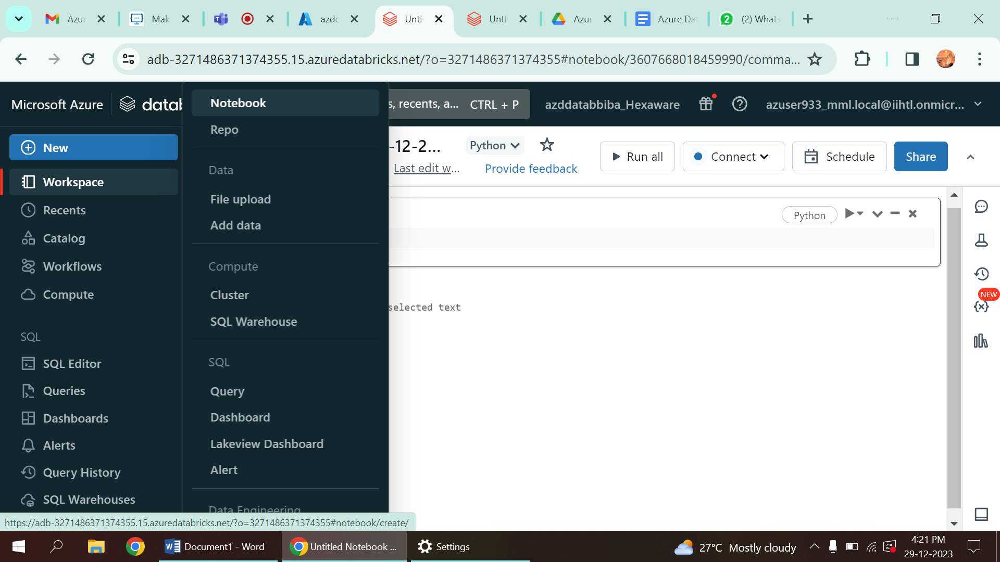 Azur
Mak
azdc
Unti
Unti
Azur
Azure Dat
(2) Whats
adb-3271486371374355.15.azuredatabricks.net/?o=3271486371374355#notebook/3607668018459990/comma...
Microsoft Azure
datab
s, recents, a...
CTRL + P
azddatabbiba_Hexaware
azuser933_mml.local@iihtl.onmicr...
New
Workspace
Recents
Catalog
Workflows
Compute
SQL
SQL Editor
Queries
Dashboards
Alerts
Query History
SQL Warehouses
Notebook
Repo
Data
File upload
Add data
Compute
Cluster
SQL Warehouse
SQL
Query
Dashboard
Lakeview Dashboard
Alert
Data Engineering
-12-2...
Python
Run all
Connect
Schedule
Share
Last edit w...
Provide feedback
Python
selected text
NEW
https://adb-3271486371374355.15.azuredatabricks.net/?o=3271486371374355#notebook/create/
Document1 - Word
Untitled Notebook ...
Settings
27°C Mostly cloudy
4:21 PM
29-12-2023